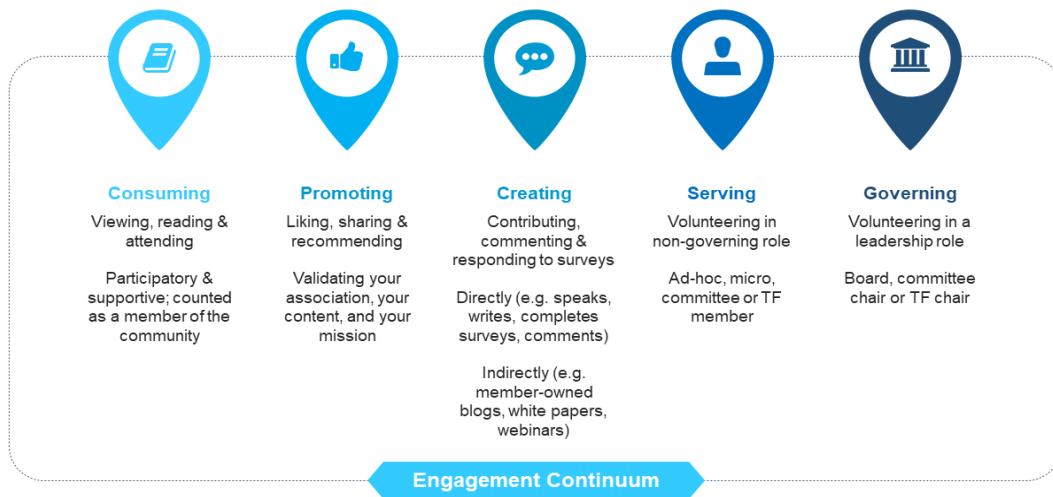 Consuming
Viewing, reading &
attending
Participatory &
supportive; counted
as a member of the
community
Promoting
Liking, sharing &
recommending
Validating your
association, your
content, and your
mission
Creating
Contributing,
commenting &
responding to surveys
Directly (e.g. speaks,
writes, completes
surveys, comments)
Indirectly (e.g.
member-owned
blogs, white papers,
webinars)
Serving
Volunteering in
non-governing role
Ad-hoc, micro,
committee or TF
member
Governing
Volunteering in a
leadership role
Board, committee
chair or TF chair
Engagement Continuum